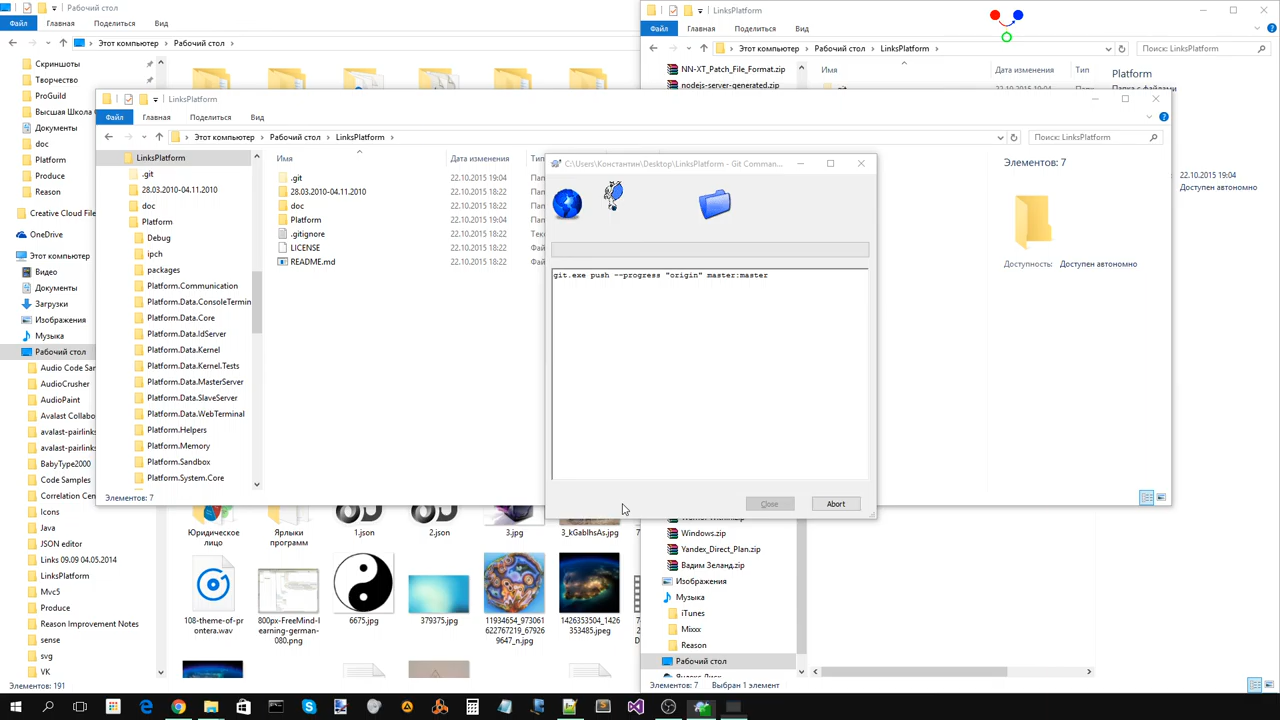 Рабочий стол
Файл
Главная
Поделиться
Вид
Этот компьютер
Рабочий стол
Скриншоты
Творчество
ProGuild
Высшая Школа
Документы
doc
Platform
Produce
Reason
Creative Cloud File
OneDrive
Этот компьютер
Видео
Документы
Загрузки
Изображения
Музыка
Рабочий стол
Audio Code Sar
AudioCrusher
AudioPaint
Avalast Collabor
avalast-pairlinks
avalast-pairlinks
BabyType2000
Code Samples
Correlation Cen
Icons
Java
JSON editor
Links 09.09 04.05.2014
LinksPlatform
Mvc5
Produce
Reason Improvement Notes
sense
svg
VK
Элементов: 191
Юридическое
лицо
Ярлыки
программ
1.json
2.json
3.jpg
3_kGablhsAs.jpg
108-theme-of-pr
ontera.wav
800px-FreeMind-l
earning-german-
080.png
6675.jpg
379375.jpg
11934654_973061
622767219_67926
9647_n.jpg
1426353504_1426
353485.jpeg
LinksPlatform
Файл
Главная
Поделиться
Вид
Этот компьютер
Рабочий стол
LinksPlatform
Поиск: LinksPlatform
NN-XT_Patch_File_Format.zip
nodejs-server-generated.zip
Имя
Дата изменения
Тип
Platform
Папка с файлами
22.10.2015 19:04
22.10.2015 19:04
Доступно автономно
Windows.zip
Yandex_Direct_Plan.zip
Вадим Зеланд.zip
Изображения
Музыка
iTunes
Mixxx
Reason
Рабочий стол
Элементов: 7
Выбран 1 элемент
LinksPlatform
Файл
Главная
Поделиться
Вид
Этот компьютер
Рабочий стол
LinksPlatform
Поиск: LinksPlatform
LinksPlatform
.git
28.03.2010-04.11.2010
doc
Platform
Debug
ipch
packages
Platform.Communication
Platform.Data.ConsoleTermin
Platform.Data.Core
Platform.Data.IdServer
Platform.Data.Kernel
Platform.Data.Kernel.Tests
Platform.Data.MasterServer
Platform.Data.SlaveServer
Platform.Data.WebTerminal
Platform.Helpers
Platform.Memory
Platform.Sandbox
Platform.System.Core
Имя
Дата изменения
Тип
.git
22.10.2015 19:04
Пап
28.03.2010-04.11.2010
22.10.2015 18:22
Пап
doc
22.10.2015 18:22
Пап
Platform
22.10.2015 19:04
Пап
.gitignore
22.10.2015 18:22
Тек
LICENSE
22.10.2015 18:22
Фай
README.md
22.10.2015 18:22
Фай
Элементов: 7
Доступность:
Доступен автономно
Элементов: 7
C:\Users\Константин\Desktop\LinksPlatform - Git Comman...
git.exe push --progress "origin" master:master
Close
Abort